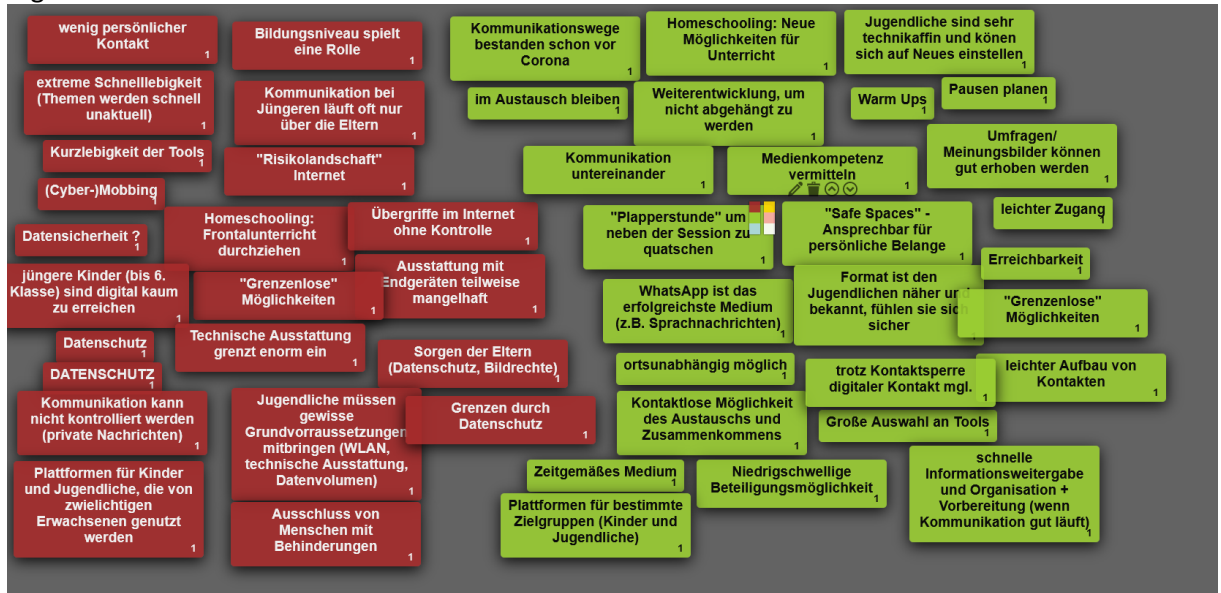 wenig persönlicher
Kontakt
1
Bildungsniveau spielt
eine Rolle
1
extreme Schnelllebigkeit
(Themen werden schnell
unaktuell)
1
Kommunikation bei
Jüngeren läuft oft nur
über die Eltern
1
Kurzlebigkeit der Tools
1
"Risikolandschaft"
Internet
1
(Cyber-)Mobbing
1
Datensicherheit ?
1
Homeschooling:
Frontalunterricht
durchziehen
1
Übergriffe im Internet
ohne Kontrolle
1
jüngere Kinder (bis 6.
Klasse) sind digital kaum
zu erreichen
1
"Grenzenlose"
Möglichkeiten
1
Ausstattung mit
Endgeräten teilweise
mangelhaft
1
Datenschutz
1
Technische Ausstattung
grenzt enorm ein
1
DATENSCHUTZ
1
Sorgen der Eltern
(Datenschutz, Bildrechte)
1
Kommunikation kann
nicht kontrolliert werden
(private Nachrichten)
1
Jugendliche müssen
gewisse
Grundvorraussetzungen
mitbringen (WLAN,
technische Ausstattung,
Datenvolumen)
1
Grenzen durch
Datenschutz
1
Plattformen für Kinder
und Jugendliche, die von
zwielichtigen
Erwachsenen genutzt
werden
1
Ausschluss von
Menschen mit
Behinderungen
1
Kommunikationswege
bestanden schon vor
Corona
1
Homeschooling: Neue
Möglichkeiten für
Unterricht
1
Jugendliche sind sehr
technikaffin und könen
sich auf Neues einstellen
1
im Austausch bleiben
1
Weiterentwicklung, um
nicht abgehängt zu
werden
1
Warm Ups
1
Pausen planen
1
Kommunikation
untereinander
1
Medienkompetenz
vermitteln
1
Umfragen/
Meinungsbilder können
gut erhoben werden
1
"Plapperstunde" um
neben der Session zu
quatschen
1
"Safe Spaces" -
Ansprechbar für
persönliche Belange
1
leichter Zugang
1
Erreichbarkeit
1
WhatsApp ist das
erfolgreichste Medium
(z.B. Sprachnachrichten)
1
Format ist den
Jugendlichen näher und
bekannt, fühlen sie sich
sicher
1
"Grenzenlose"
Möglichkeiten
1
ortsunabhängig möglich
1
trotz Kontaktsperre
digitaler Kontakt mgl.
1
leichter Aufbau von
Kontakten
1
Kontaktlose Möglichkeit
des Austauschs und
Zusammenkommens
1
Große Auswahl an Tools
1
Zeitgemäßes Medium
1
Niedrigschwellige
Beteiligungsmöglichkeit
1
schnelle
Informationsweitergabe
und Organisation +
Vorbereitung (wenn
Kommunikation gut läuft)
1
Plattformen für bestimmte
Zielgruppen (Kinder und
Jugendliche)
1